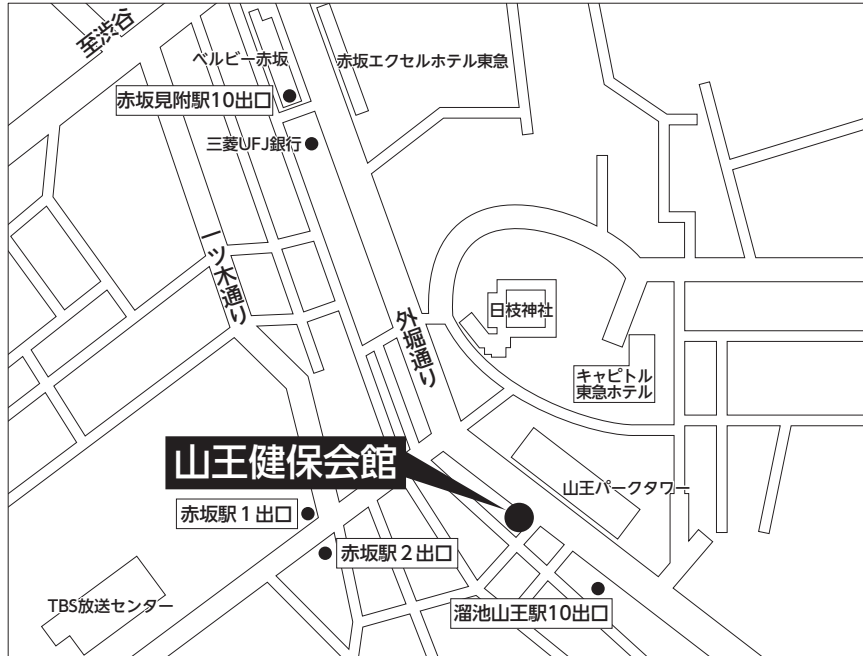 至渋谷
ベルビー赤坂
赤坂エクセルホテル東急
赤坂見附駅10出口
三菱UFJ銀行
一ツ木通り
外堀通り
日枝神社
キャピトル
東急ホテル
山王健保会館
山王パークタワー
赤坂駅1出口
赤坂駅2出口
TBS放送センター
溜池山王駅10出口